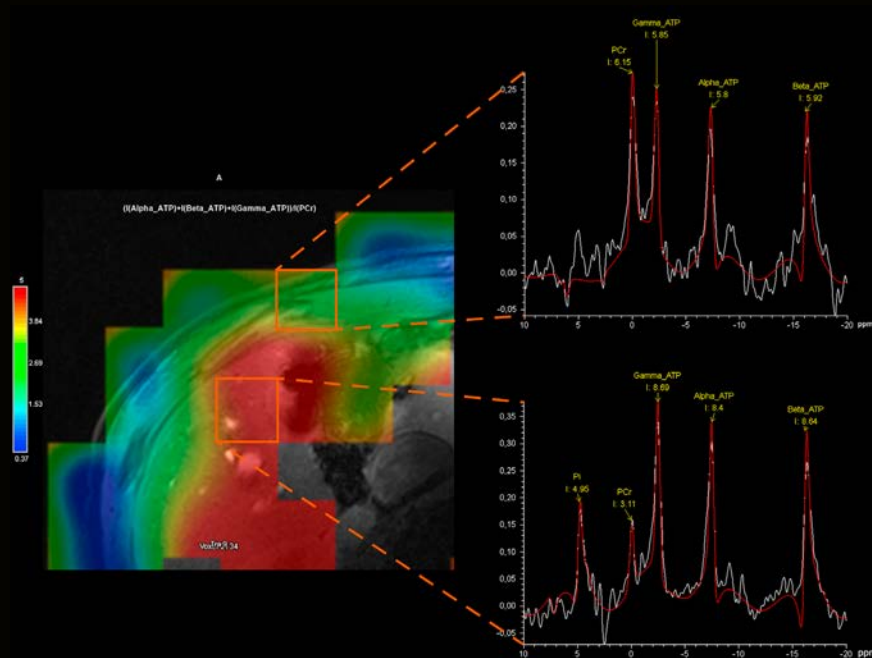 A
(I(Alpha_ATP)+I(Beta_ATP)+I(Gamma_ATP))/I(PCr)
5
3.84
2.69
1.53
0.37
Gamma_ATP
I: 5.85
PCr
I: 6.15
Alpha_ATP
I: 5.8
Beta_ATP
I: 5.92
0,25
0,20
0,15
0,10
0,05
0,00
-0,05
10
5
0
-5
-10
-15
-20
ppm
Gamma_ATP
I: 8.69
Alpha_ATP
I: 8.4
Beta_ATP
I: 8.64
Pi
I: 4.95
PCr
I: 3.11
0,35
0,30
0,25
0,20
0,15
0,10
0,05
0,00
-0,05
10
5
0
-5
-10
-15
-20
ppm